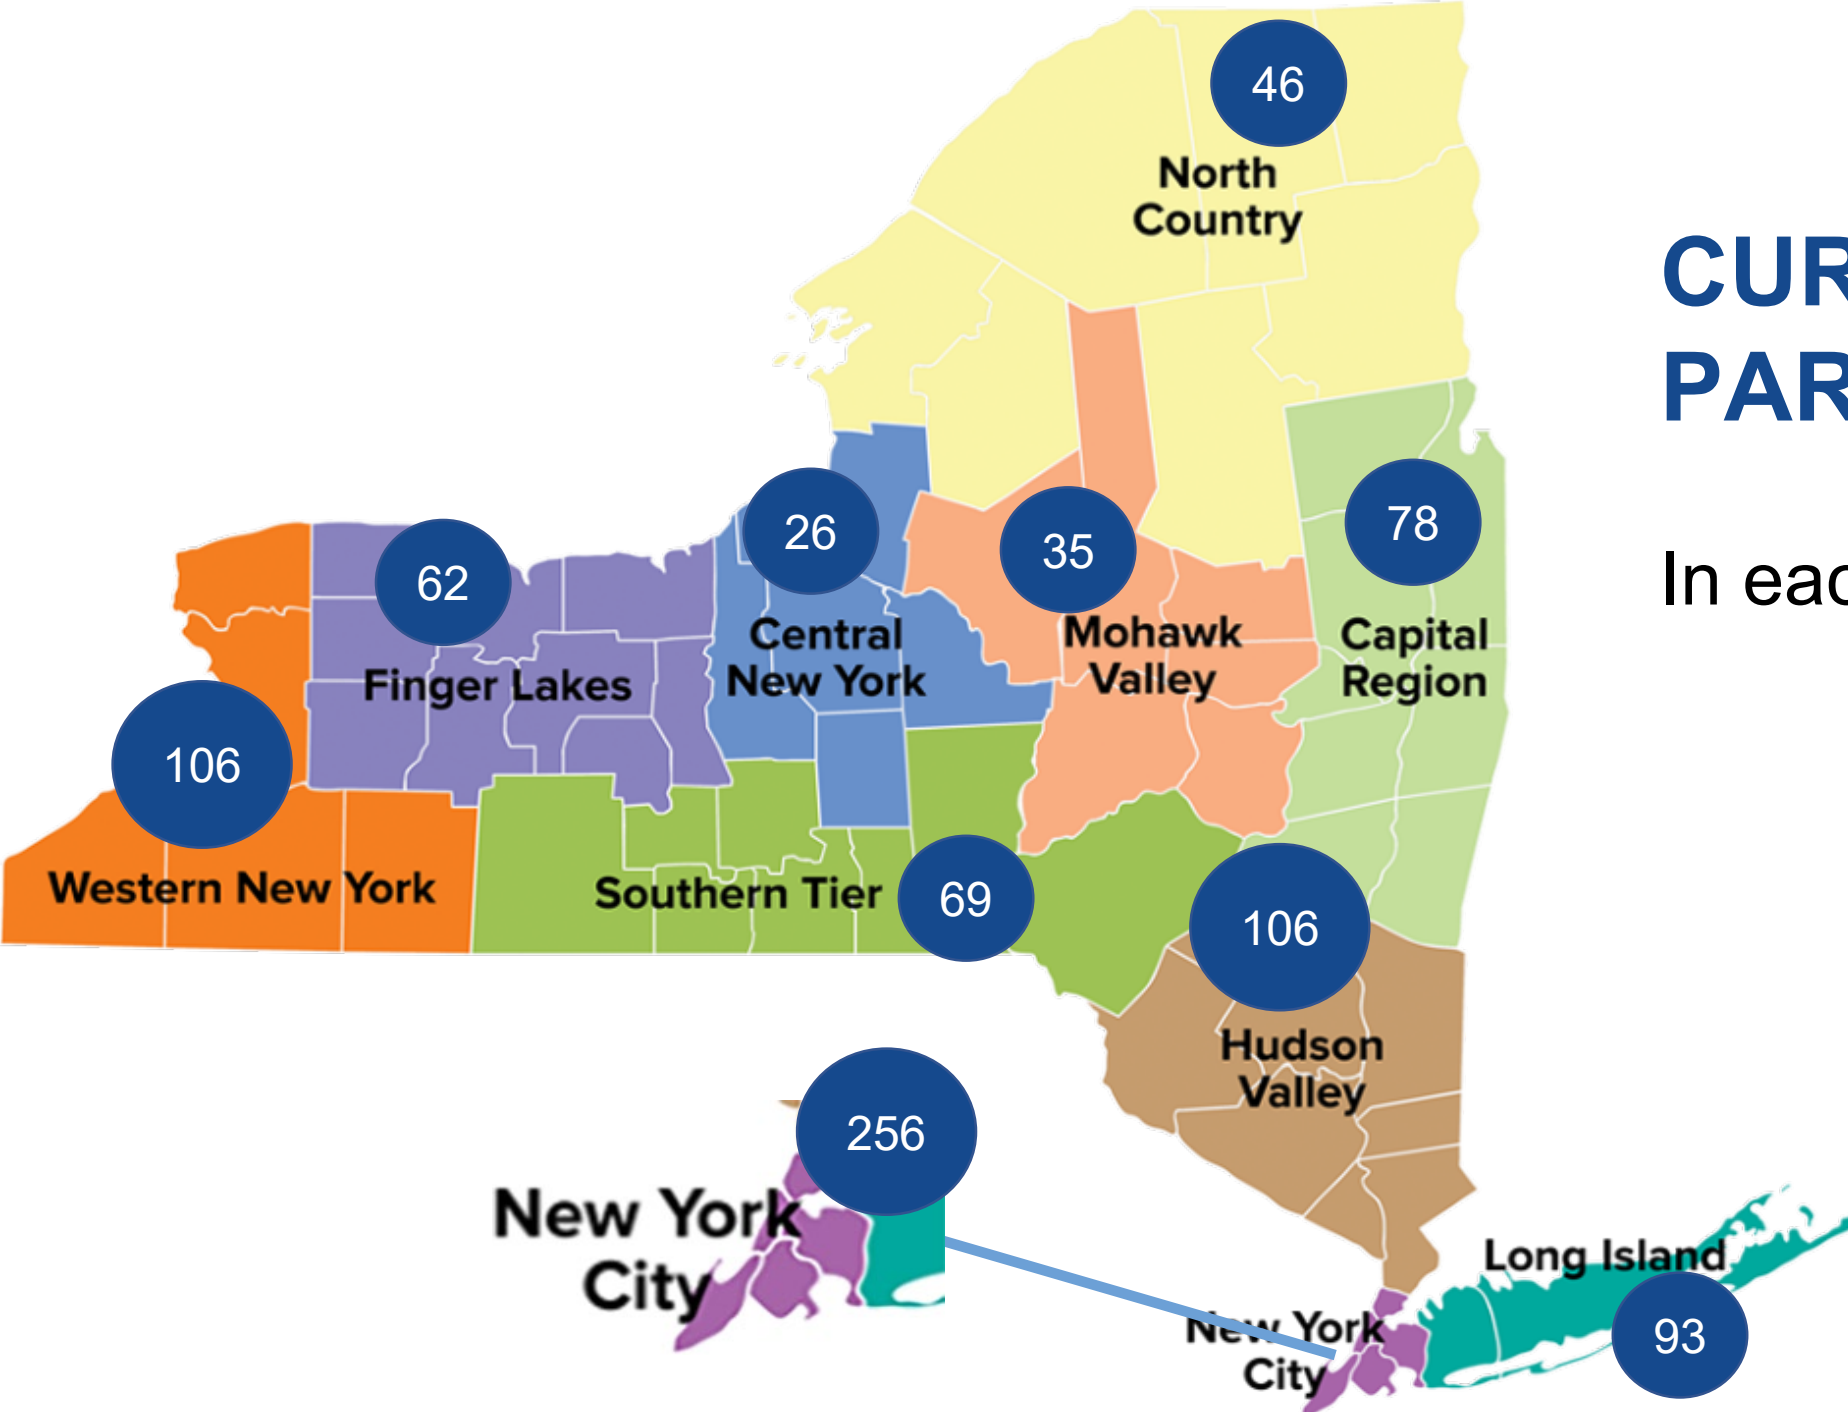 46
North
Country
CUR
PAR
In eac
26
35
78
62
Central
New York
Mohawk
Valley
Capital
Region
Finger Lakes
106
Western New York
Southern Tier
69
106
Hudson
Valley
256
New York
City
Long Island
New York
City
93